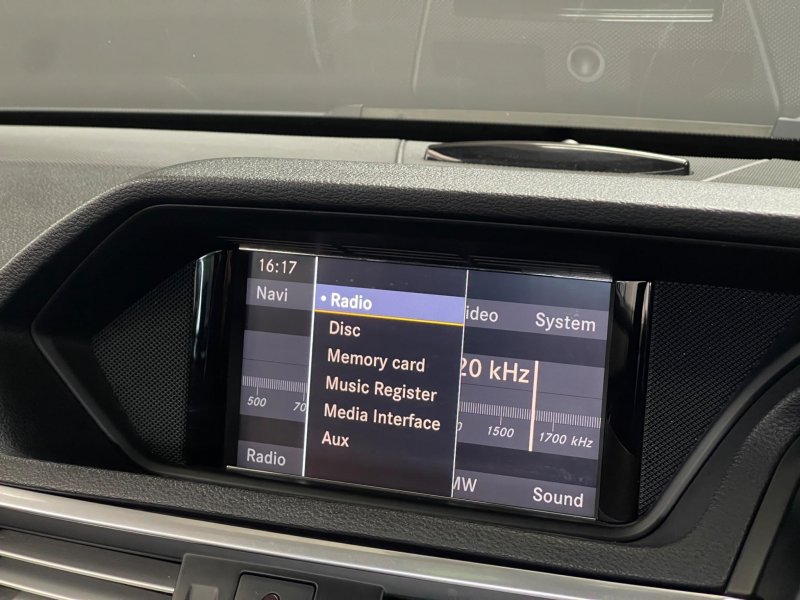 16:17
Navi
• Radio
Disc
Memory card
Music Register
Media Interface
Aux
ideo
System
20 kHz
500
70
1500
1700 kHz
Radio
MW
Sound